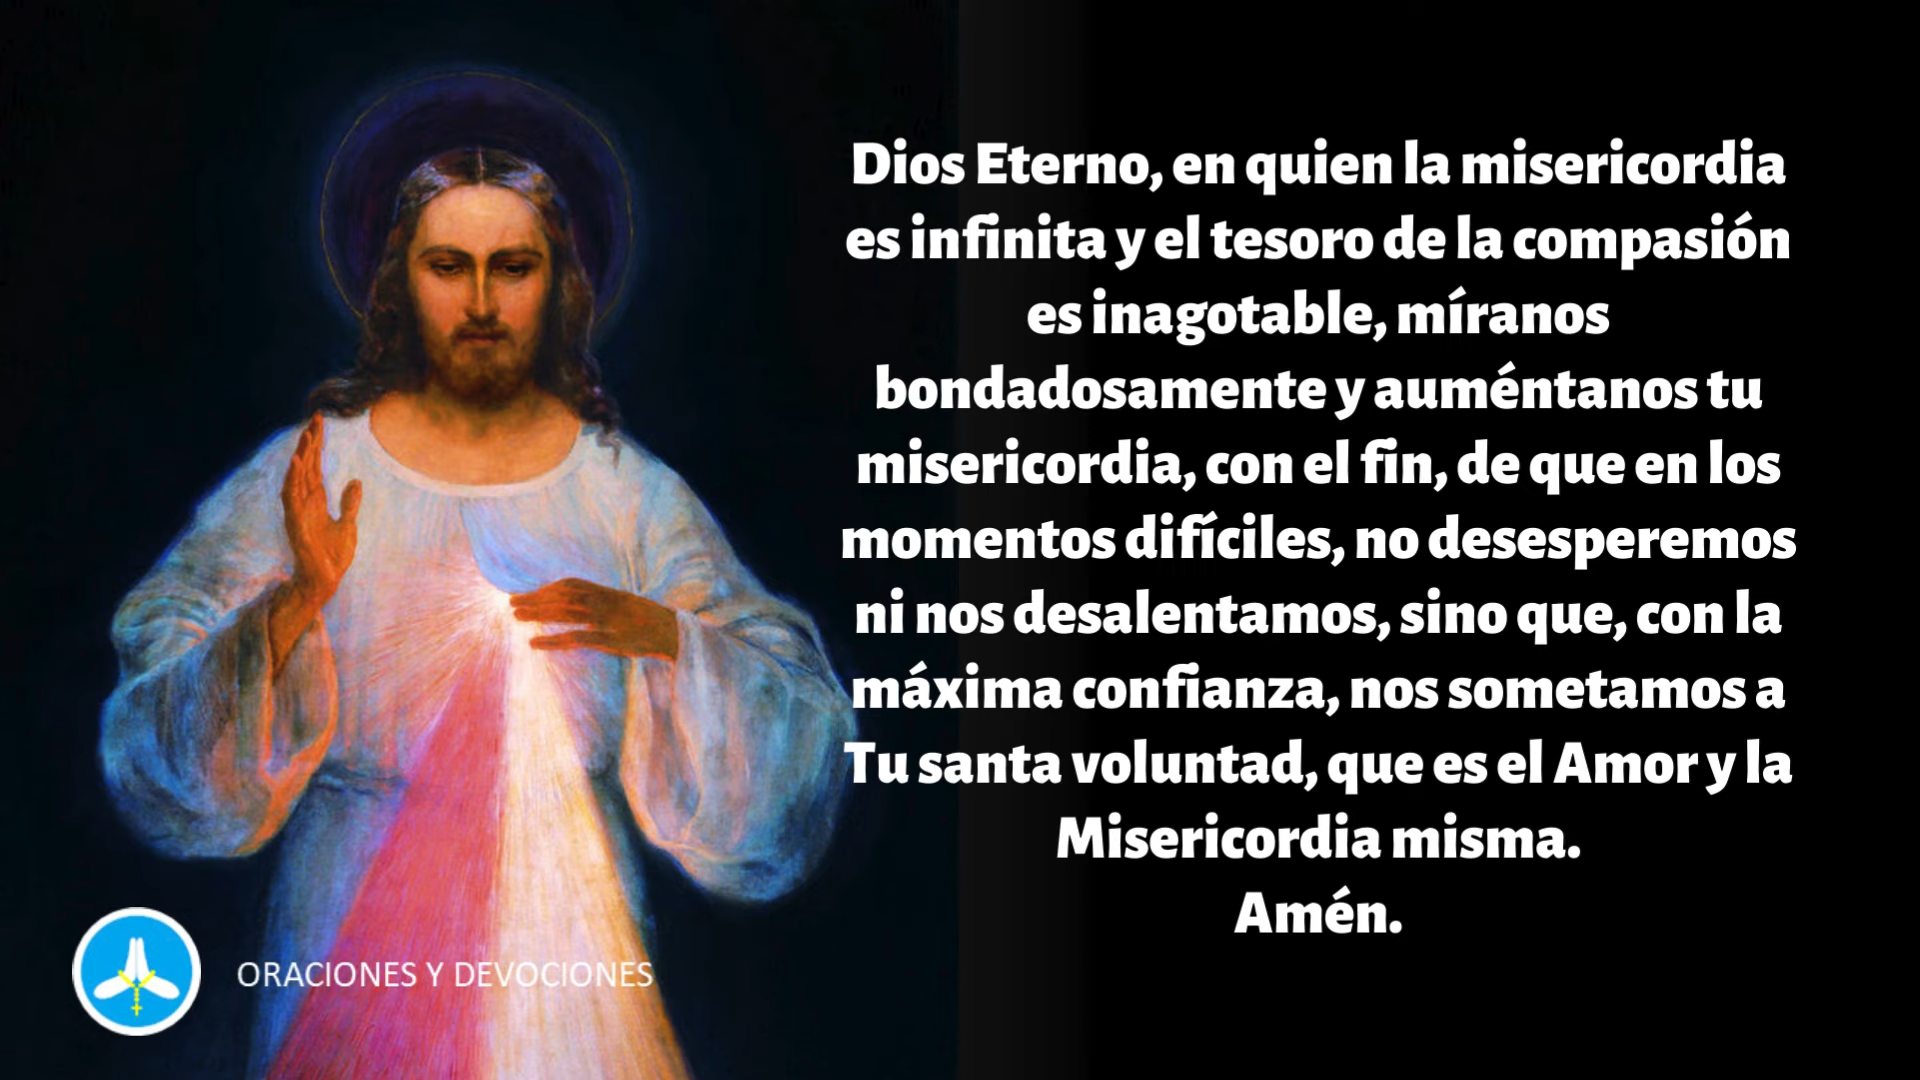 Dios Eterno, en quien la misericordia
es infinita y el tesoro de la compasión
es inagotable, míranos
bondadosamente y auméntanos tu
misericordia, con el fin, de que en los
momentos difíciles, no desesperemos
ni nos desalentamos, sino que, con la
máxima confianza, nos sometamos a
Tu santa voluntad, que es el Amor y la
Misericordia misma.
Amén.
ORACIONES Y DEVOCIONES